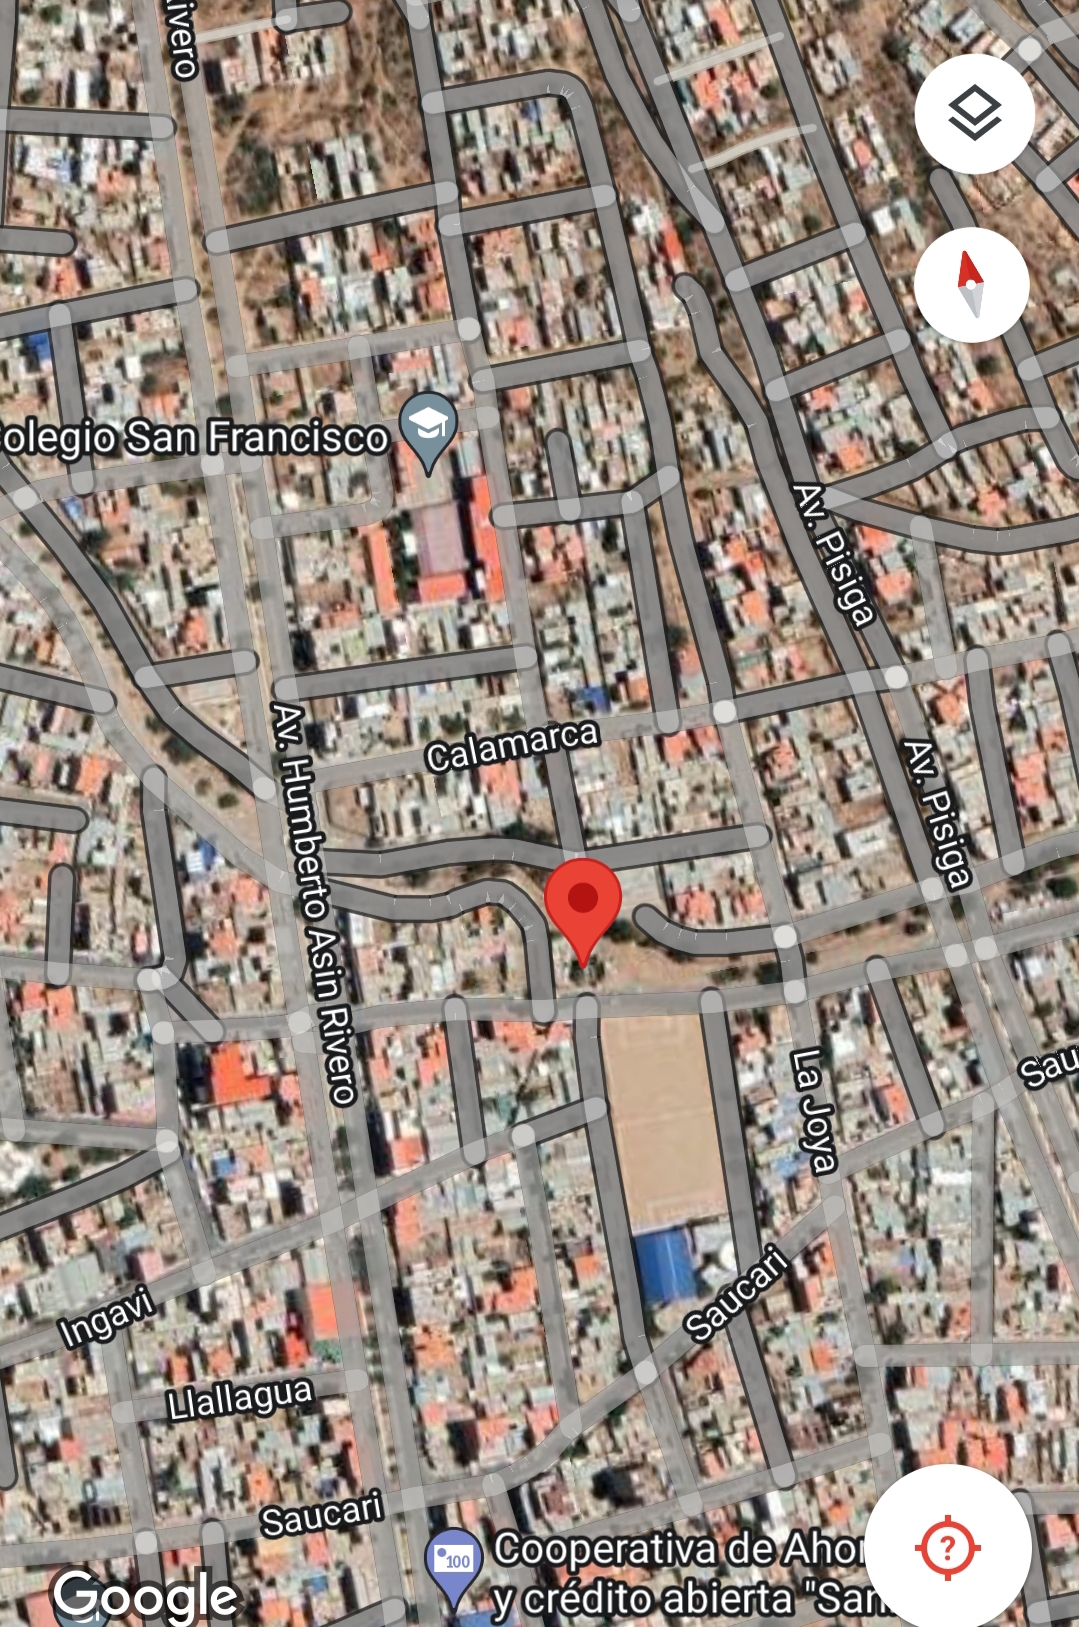 ivero
olegio San Francisco
Av. Pisiga
Calamarca
Av. Humberto Asin Rivero
Av. Pisiga
La Joya
Sau
Saucari
Ingavi
Llallagua
Saucari
100
Cooperativa de Ahor
y crédito abierta "San
Google
?